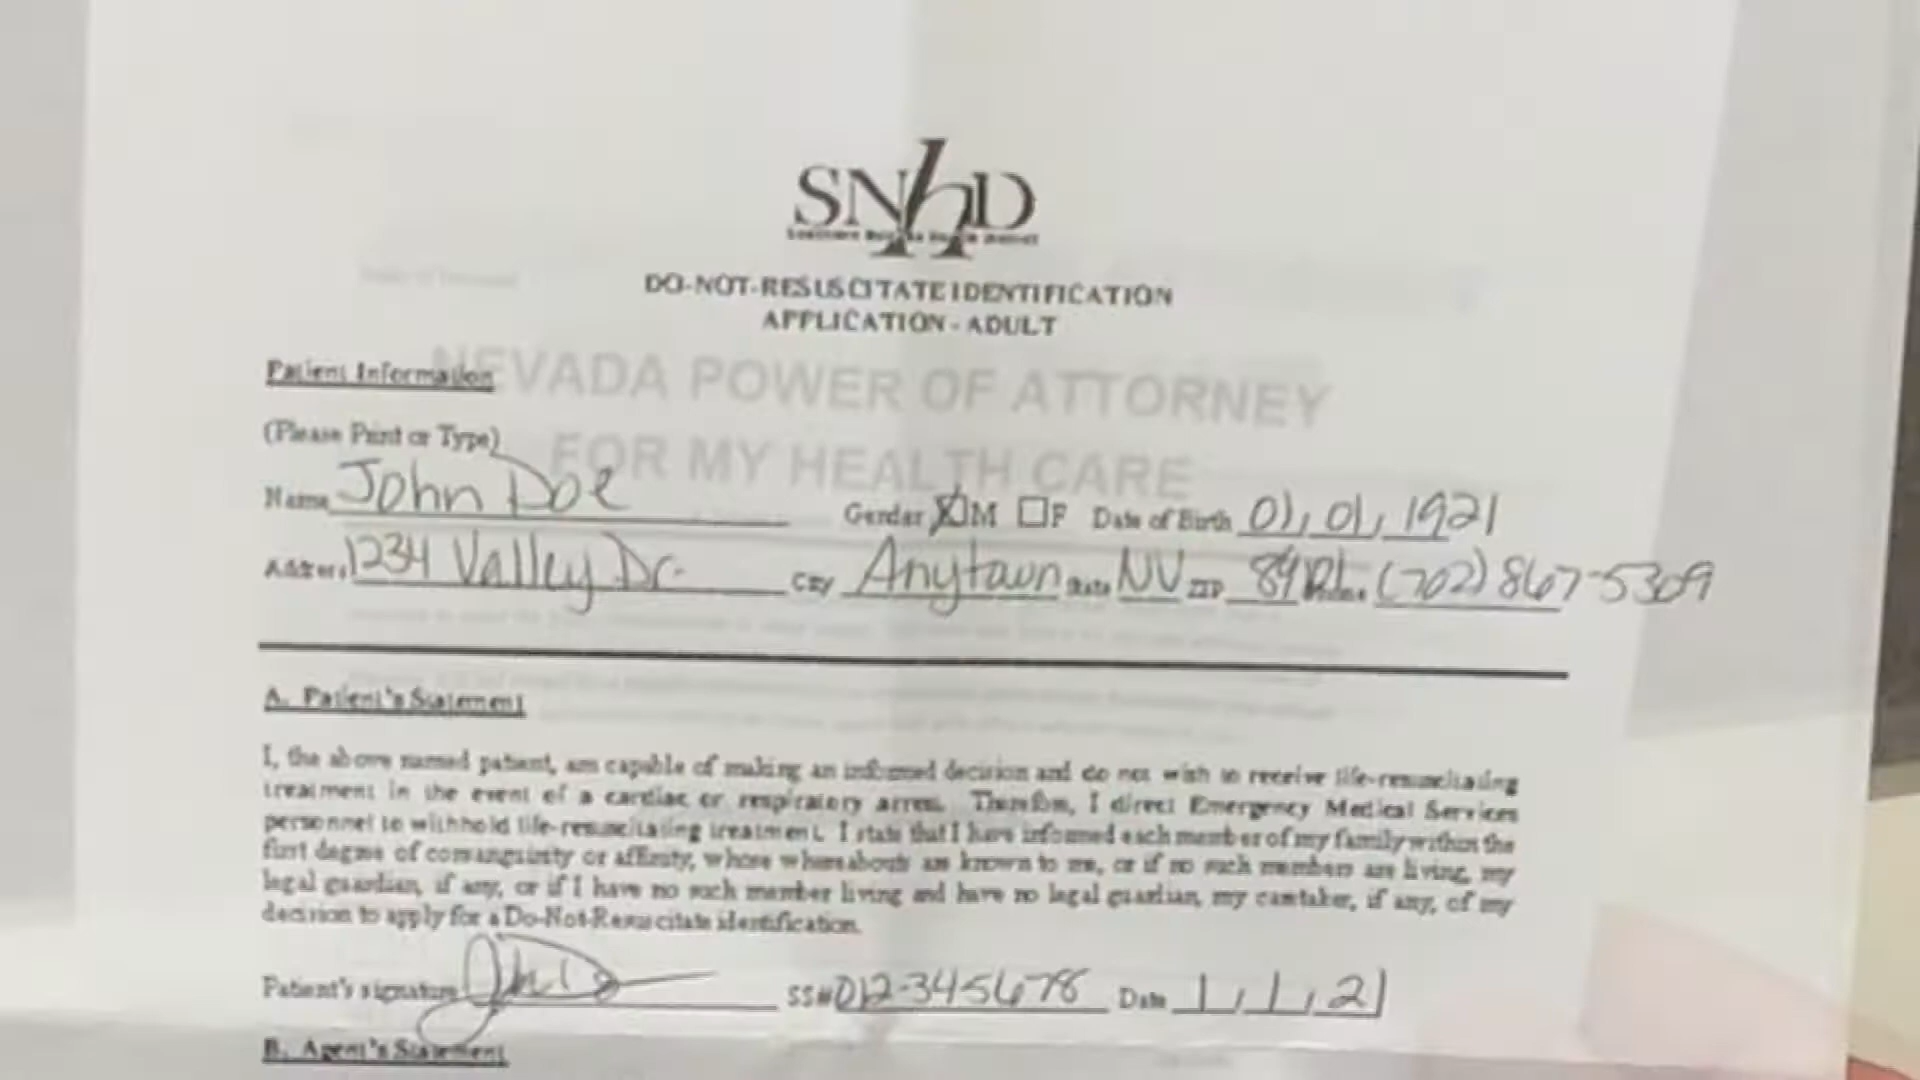 SNhD
Southern Nevada Health District
DO-NOT-RESUSCITATE IDENTIFICATION
APPLICATION - ADULT
NEVADA POWER OF ATTORNEY
FOR MY HEALTH CARE
Patient Information
(Please Print or Type)
Name John Doe Gender M F Date of Birth 01, 01, 1921
Address 1234 Valley Dr. City Anytown State NV ZIP Phone (702) 867-5309
A. Patient's Statement
I, the above named patient, am capable of making an informed decision and do not wish to receive life-resuscitating
treatment in the event of a cardiac or respiratory arrest. Therefore, I direct Emergency Medical Services
personnel to withhold life-resuscitating treatment. I state that I have informed each member of my family within the
first degree of consanguinity or affinity, whose whereabouts are known to me, or if no such members are living, my
legal guardian, if any, or if I have no such member living and have no legal guardian, my caretaker, if any, of my
decision to apply for a Do-Not-Resuscitate identification.
Patient's signature SS# 012-345678 Date 1, 1, 21
B. Agent's Statement